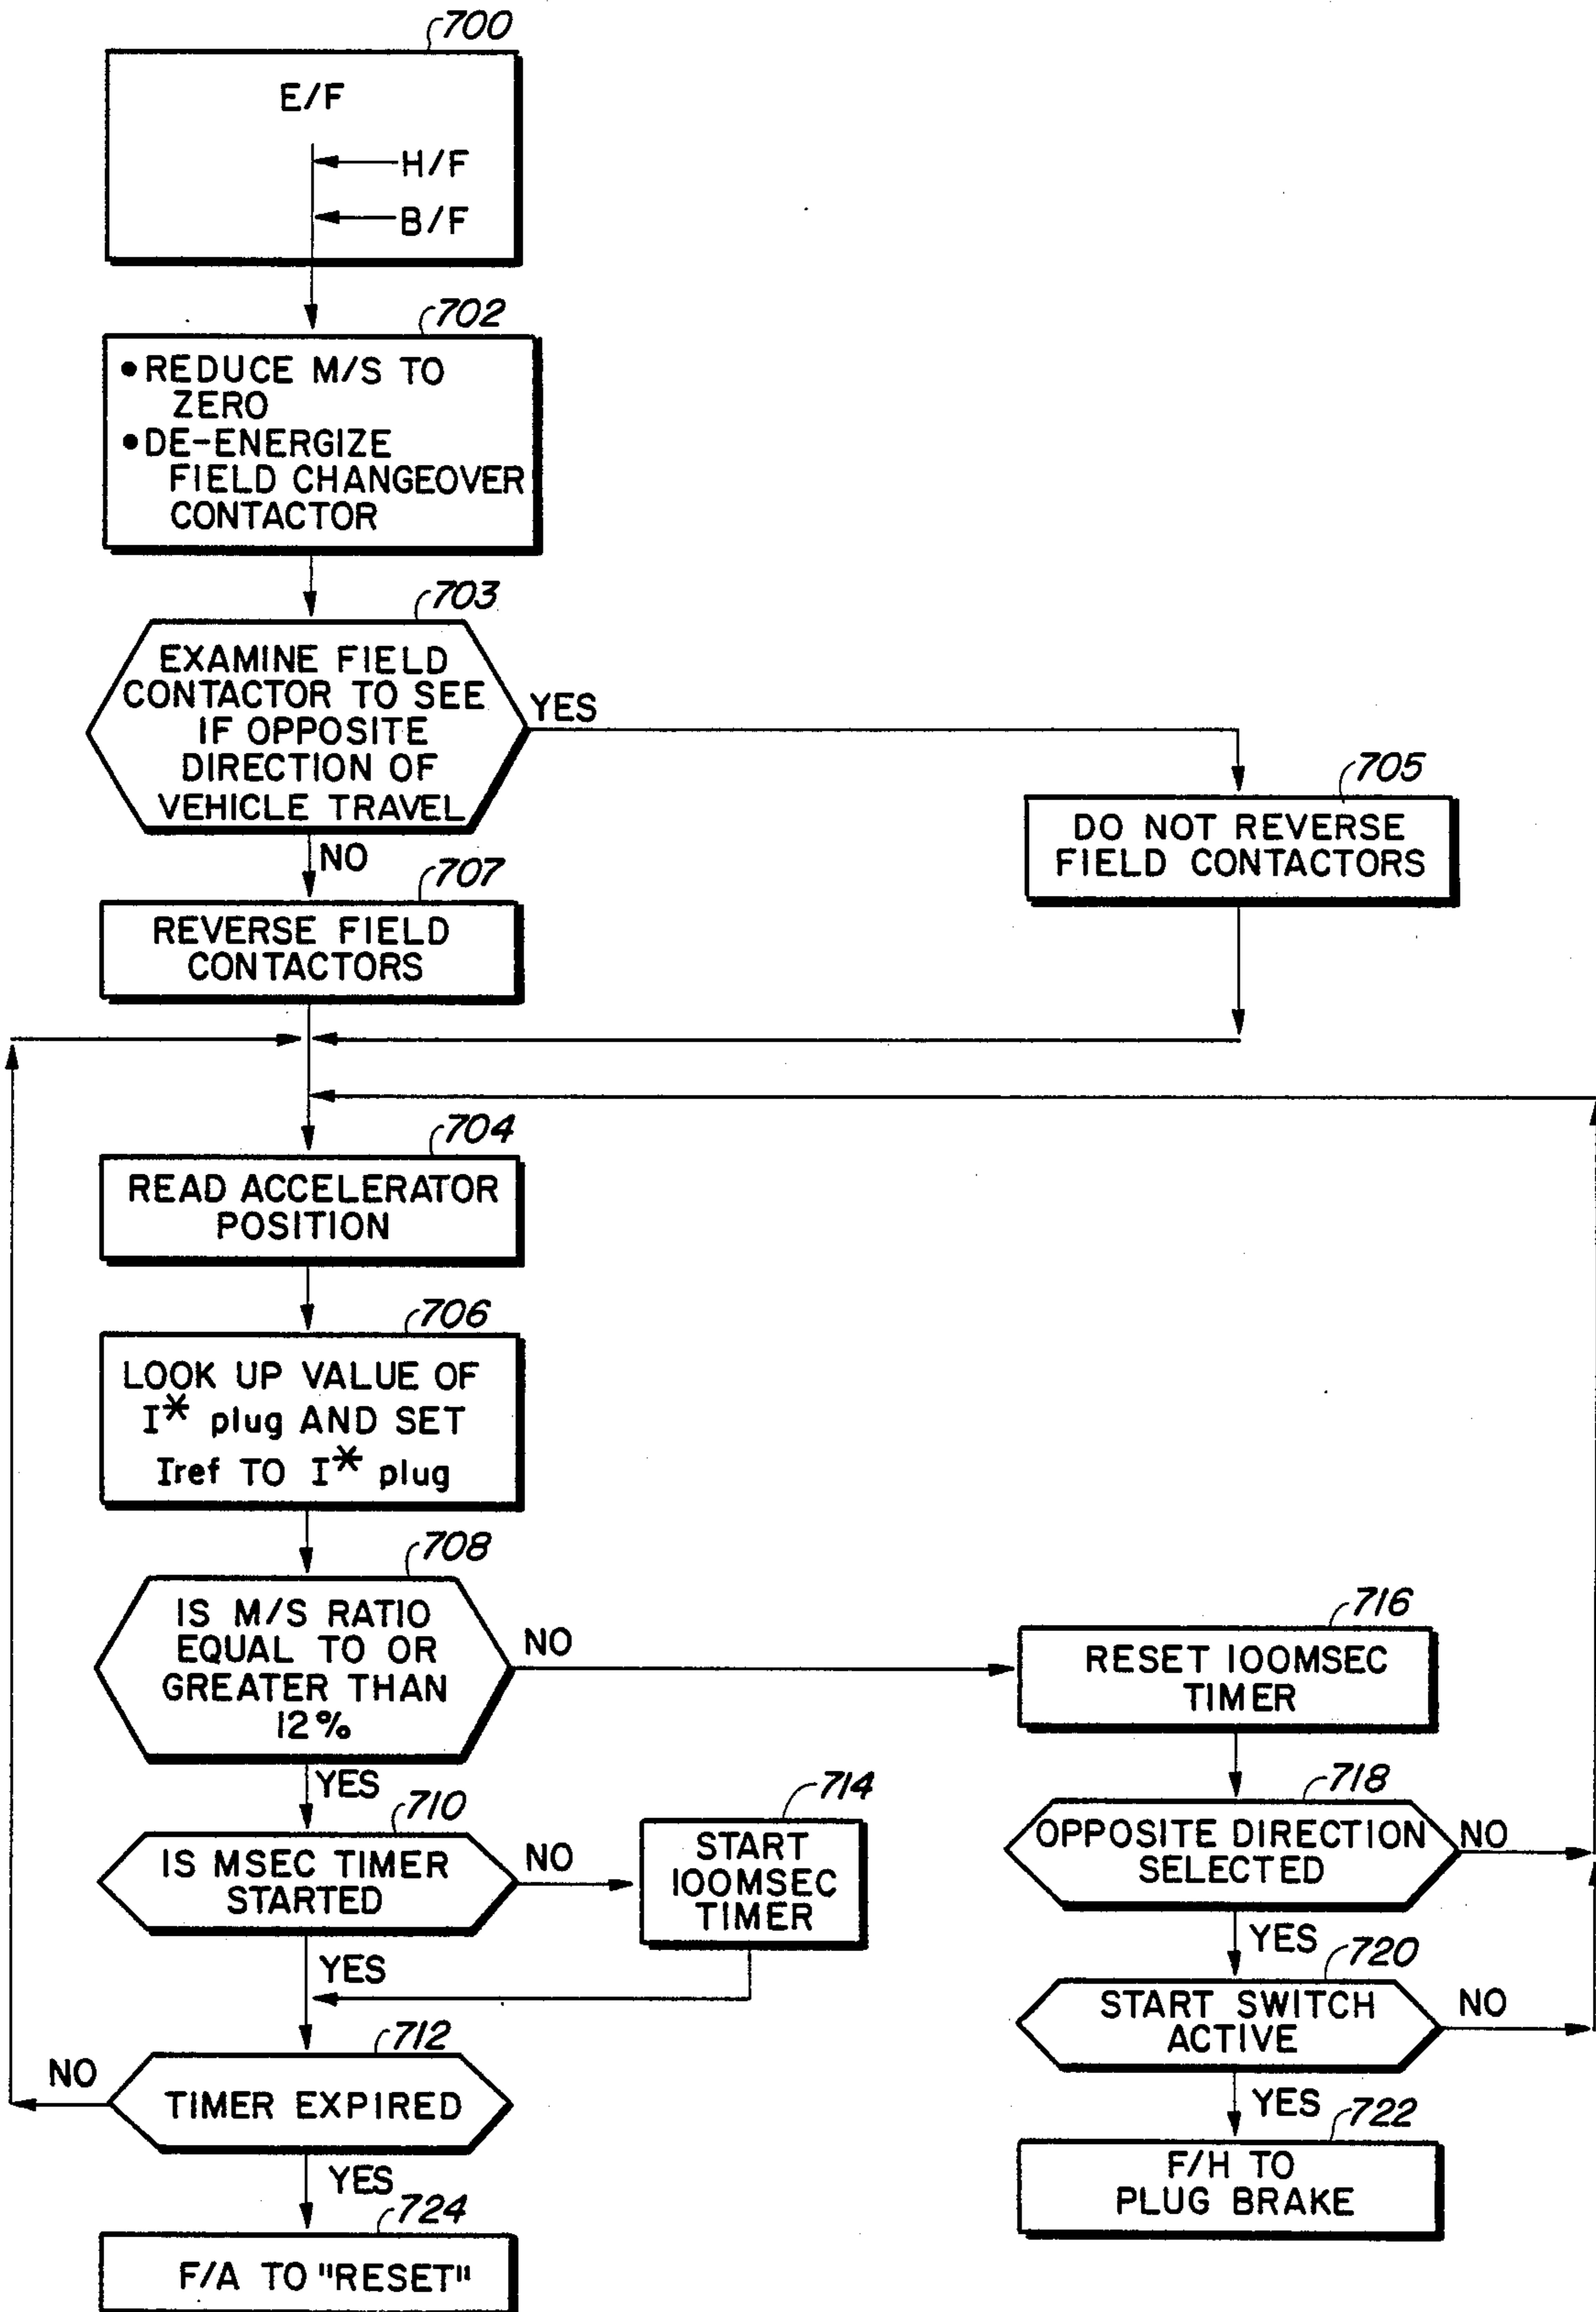 700
E/F
H/F
B/F
702
• REDUCE M/S TO
ZERO
• DE-ENERGIZE
FIELD CHANGEOVER
CONTACTOR
703
EXAMINE FIELD
CONTACTOR TO SEE
IF OPPOSITE
DIRECTION OF
VEHICLE TRAVEL
YES
705
DO NOT REVERSE
FIELD CONTACTORS
NO
707
REVERSE FIELD
CONTACTORS
704
READ ACCELERATOR
POSITION
706
LOOK UP VALUE OF
I* plug AND SET
Iref TO I* plug
708
IS M/S RATIO
EQUAL TO OR
GREATER THAN
12%
NO
716
RESET 100MSEC
TIMER
YES
710
IS MSEC TIMER
STARTED
NO
714
START
100MSEC
TIMER
718
OPPOSITE DIRECTION
SELECTED
NO
YES
YES
720
START SWITCH
ACTIVE
NO
712
TIMER EXPIRED
NO
YES
722
F/H TO
PLUG BRAKE
YES
724
F/A TO "RESET"